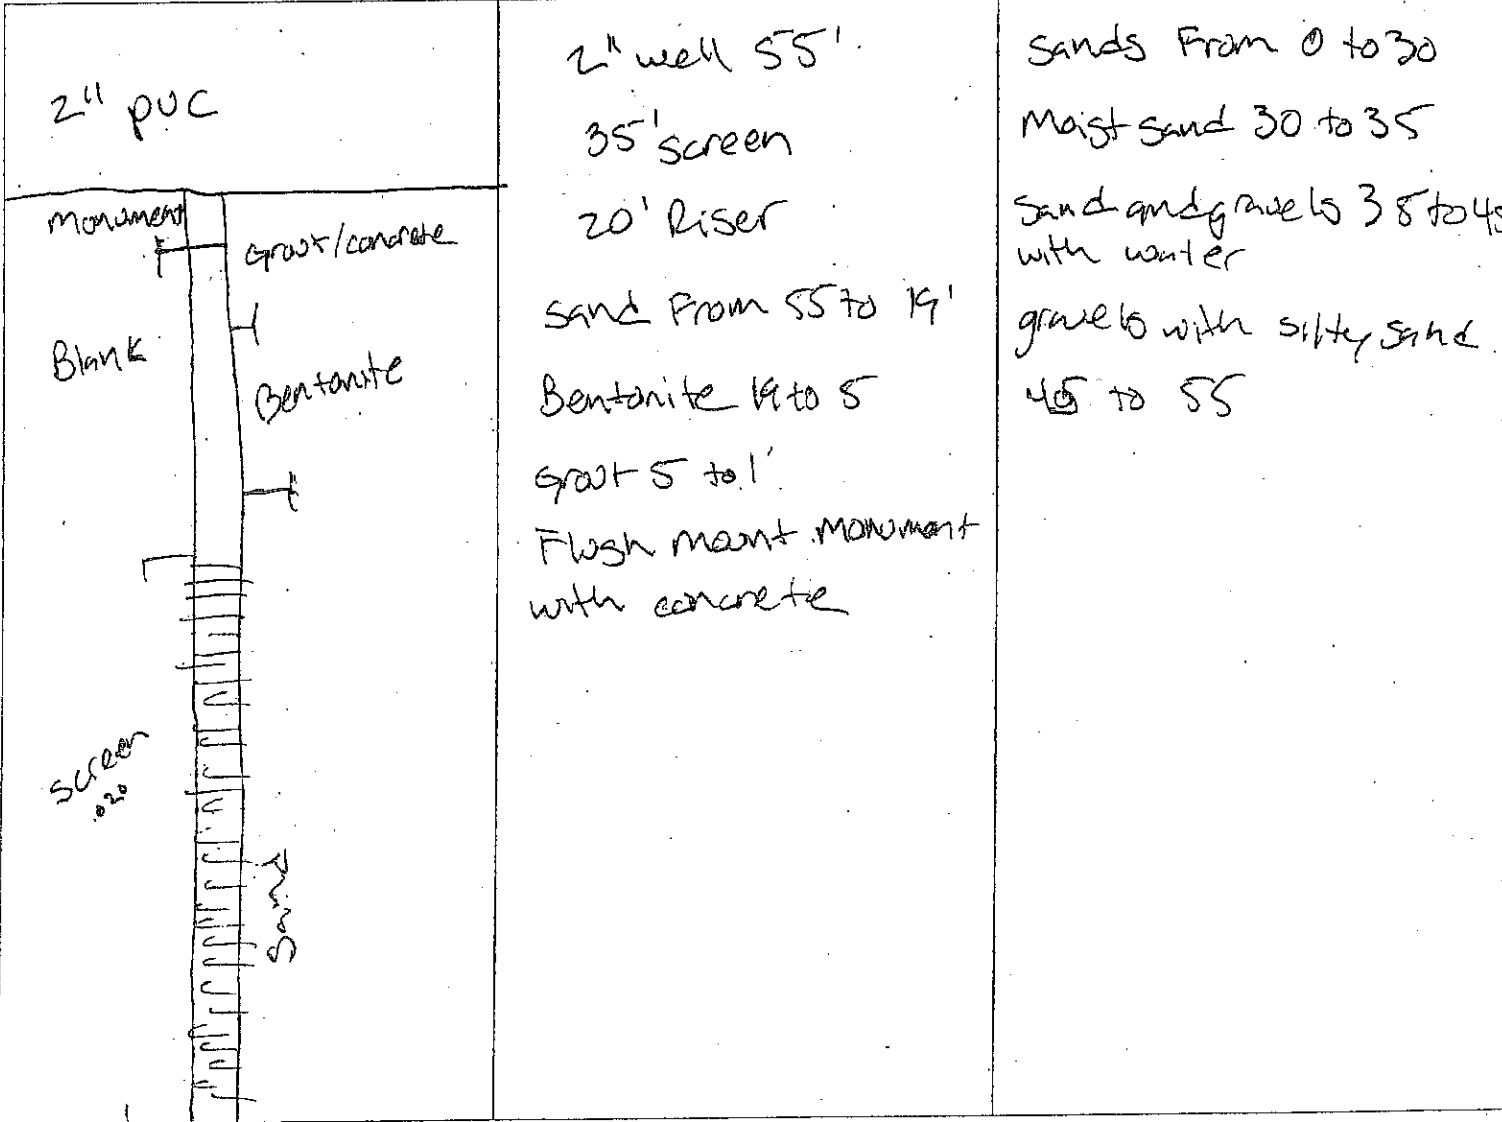 2" PVC
Monument
Grout/concrete
Blank
Bentonite
Screen
.020
Sand
2" well 55'
35' screen
20' Riser
Sand From 55 to 19'
Bentonite 19 to 5
Grout 5 to 1'
Flush mount Monument
with concrete
Sands From 0 to 30
Moist sand 30 to 35
Sand and gravels 35 to 45
with water
gravels with silty sand
45 to 55